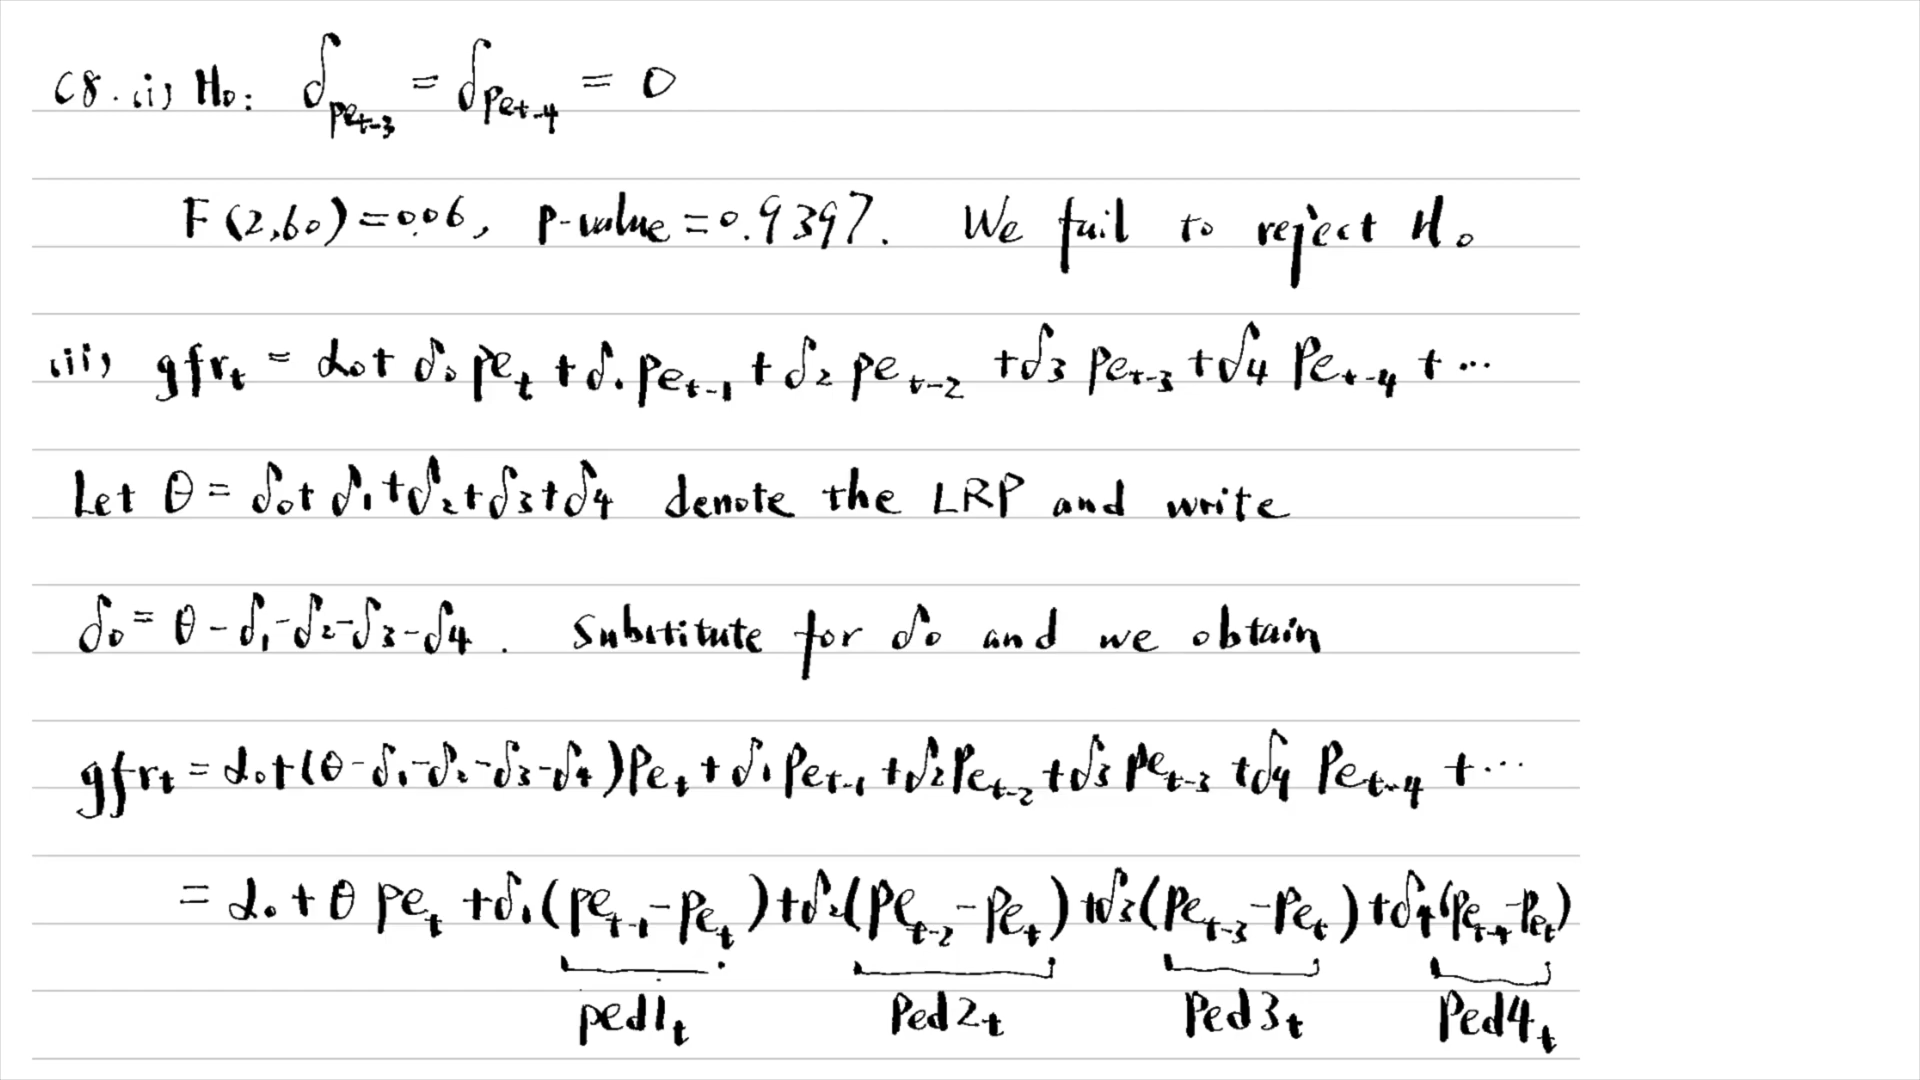 C8. (i) H₀: δ_{pe_{t-3}} = δ_{pe_{t-4}} = 0
F(2,60) = 0.06, p-value = 0.9397. We fail to reject H₀
(ii) gfr_t = α₀ + δ₀ pe_t + δ₁ pe_{t-1} + δ₂ pe_{t-2} + δ₃ pe_{t-3} + δ₄ pe_{t-4} + ...
Let θ = δ₀ + δ₁ + δ₂ + δ₃ + δ₄ denote the LRP and write
δ₀ = θ - δ₁ - δ₂ - δ₃ - δ₄. Substitute for δ₀ and we obtain
gfr_t = α₀ + (θ - δ₁ - δ₂ - δ₃ - δ₄) pe_t + δ₁ pe_{t-1} + δ₂ pe_{t-2} + δ₃ pe_{t-3} + δ₄ pe_{t-4} + ...
= α₀ + θ pe_t + δ₁(pe_{t-1} - pe_t) + δ₂(pe_{t-2} - pe_t) + δ₃(pe_{t-3} - pe_t) + δ₄(pe_{t-4} - pe_t)
ped1_t ped2_t ped3_t ped4_t